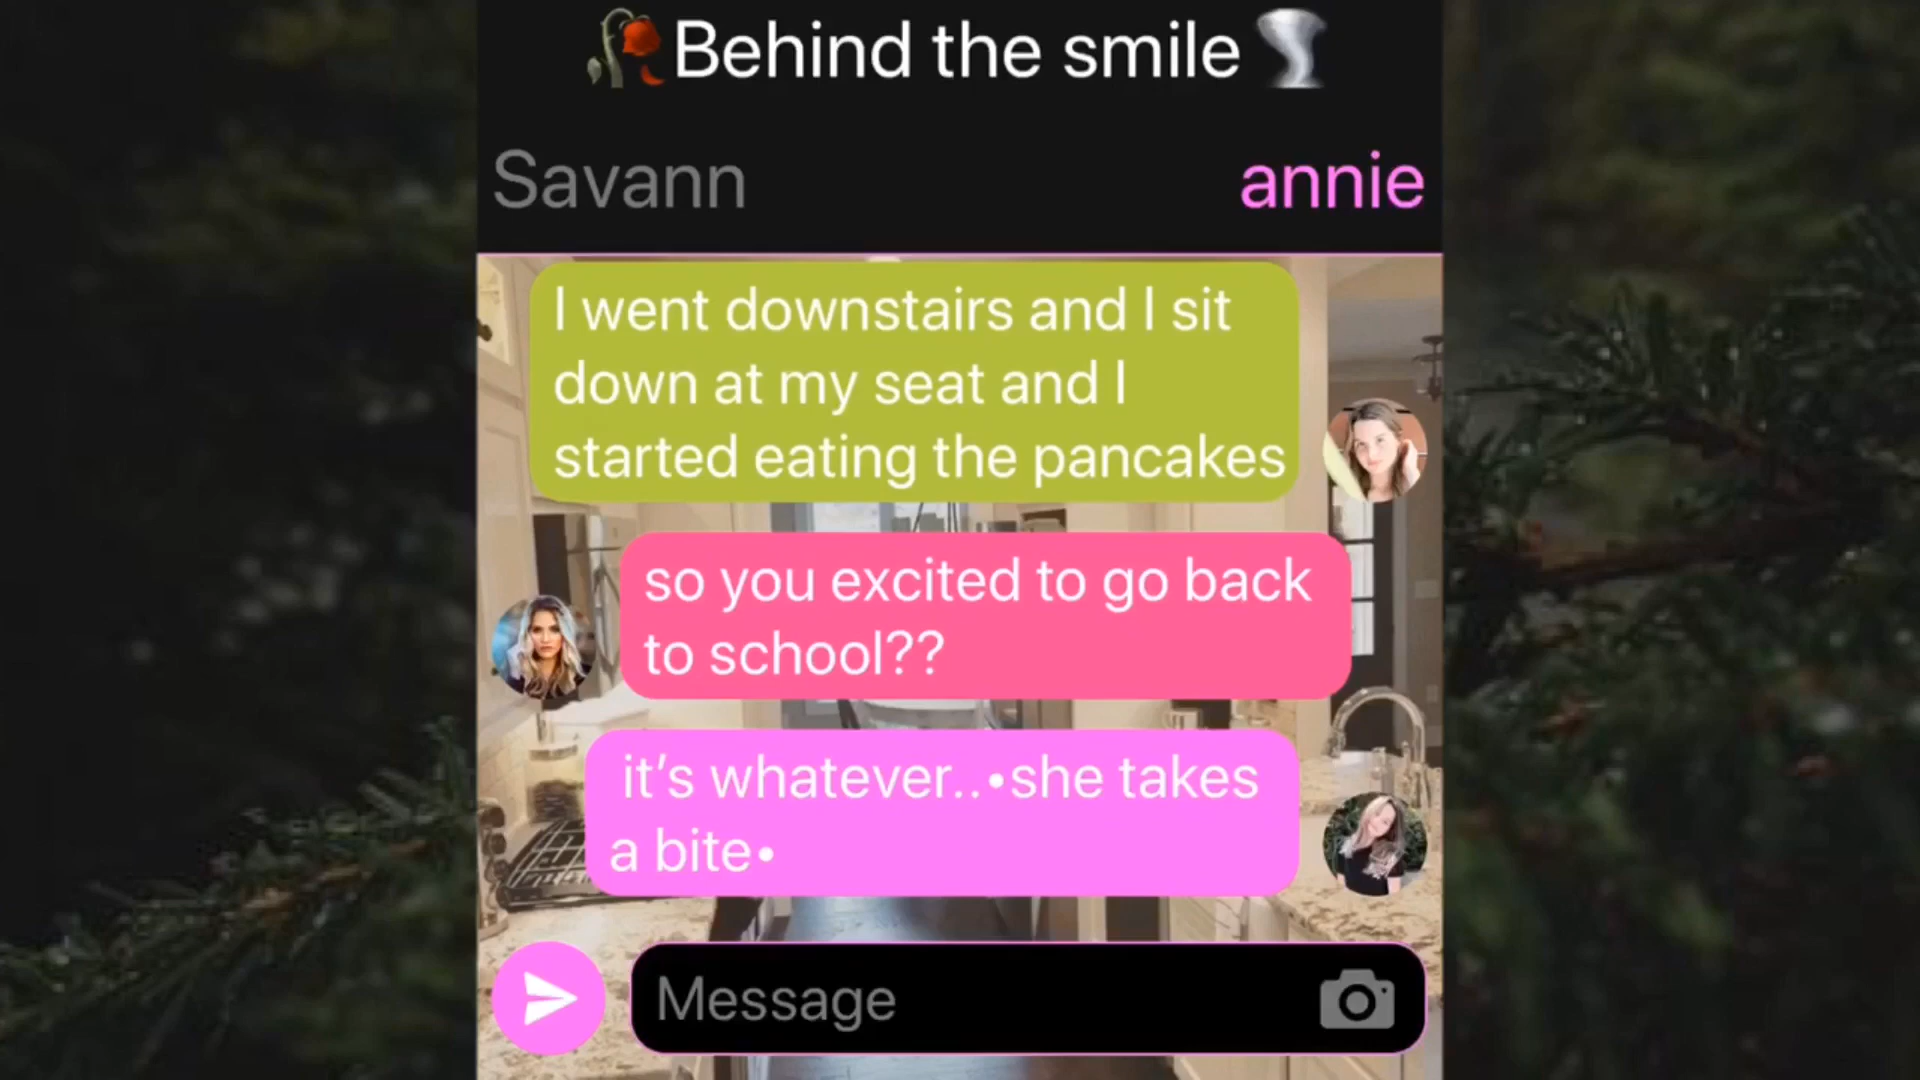 🥀Behind the smile🌪
Savann
annie
I went downstairs and I sit
down at my seat and I
started eating the pancakes
so you excited to go back
to school??
it’s whatever..•she takes
a bite•
Message